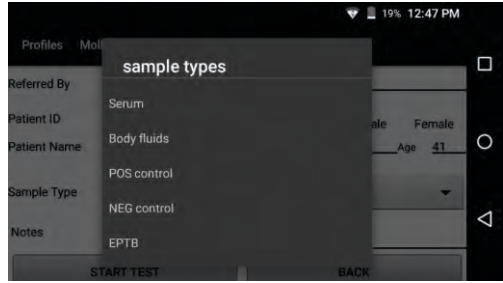 19% 12:47 PM
Profiles
sample types
Referred By
Serum
Patient ID
Female
Body fluids
Patient Name
Age 41
POS control
Sample Type
NEG control
Notes
EPTB
START TEST BACK